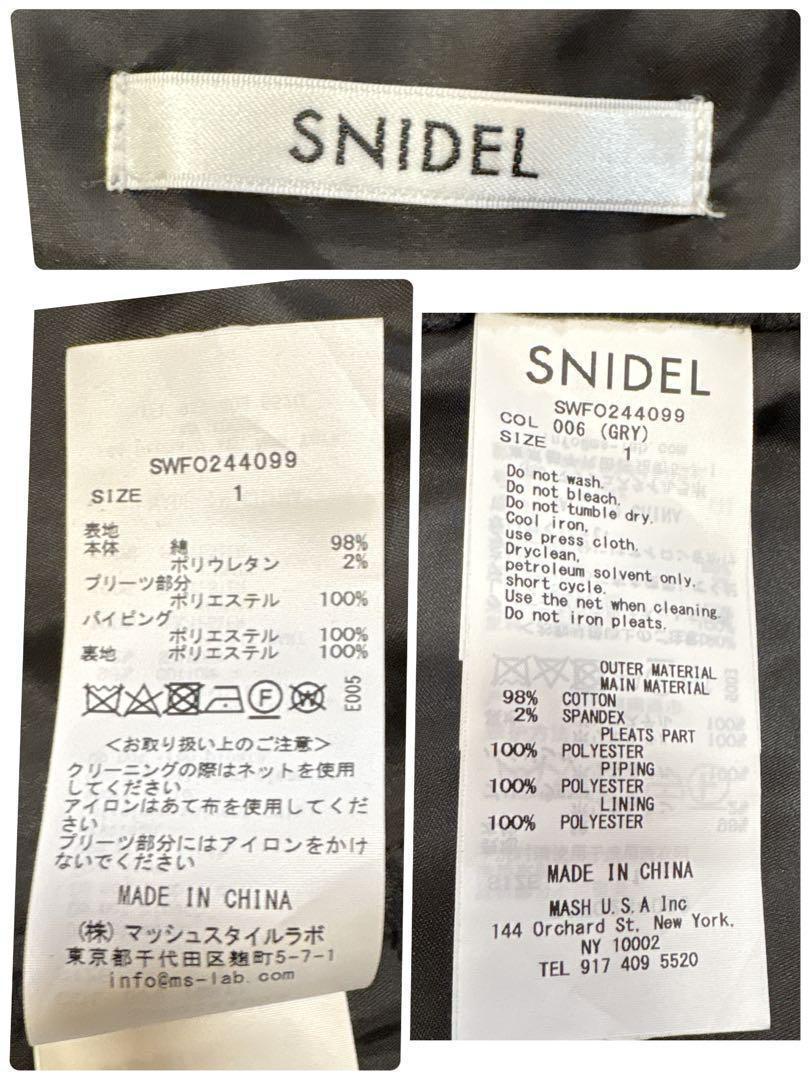 SNIDEL
SWFO244099
SIZE 1
表地
本体 綿 98%
ポリウレタン 2%
プリーツ部分
ポリエステル 100%
パイピング
ポリエステル 100%
裏地 ポリエステル 100%
F W
E005
＜お取り扱い上のご注意＞
クリーニングの際はネットを使用
してください
アイロンはあて布を使用してくだ
さい
プリーツ部分にはアイロンをかけ
ないでください
MADE IN CHINA
(株) マッシュスタイルラボ
東京都千代田区麹町5-7-1
info@ms-lab.com
SNIDEL
SWFO244099
COL 006 (GRY)
SIZE 1
Do not wash.
Do not bleach.
Do not tumble dry.
Cool iron,
use press cloth.
Dryclean,
petroleum solvent only.
short cycle.
Use the net when cleaning.
Do not iron pleats.
OUTER MATERIAL
MAIN MATERIAL
98% COTTON
2% SPANDEX
PLEATS PART
100% POLYESTER
PIPING
100% POLYESTER
LINING
100% POLYESTER
MADE IN CHINA
MASH U.S.A Inc
144 Orchard St, New York,
NY 10002
TEL 917 409 5520